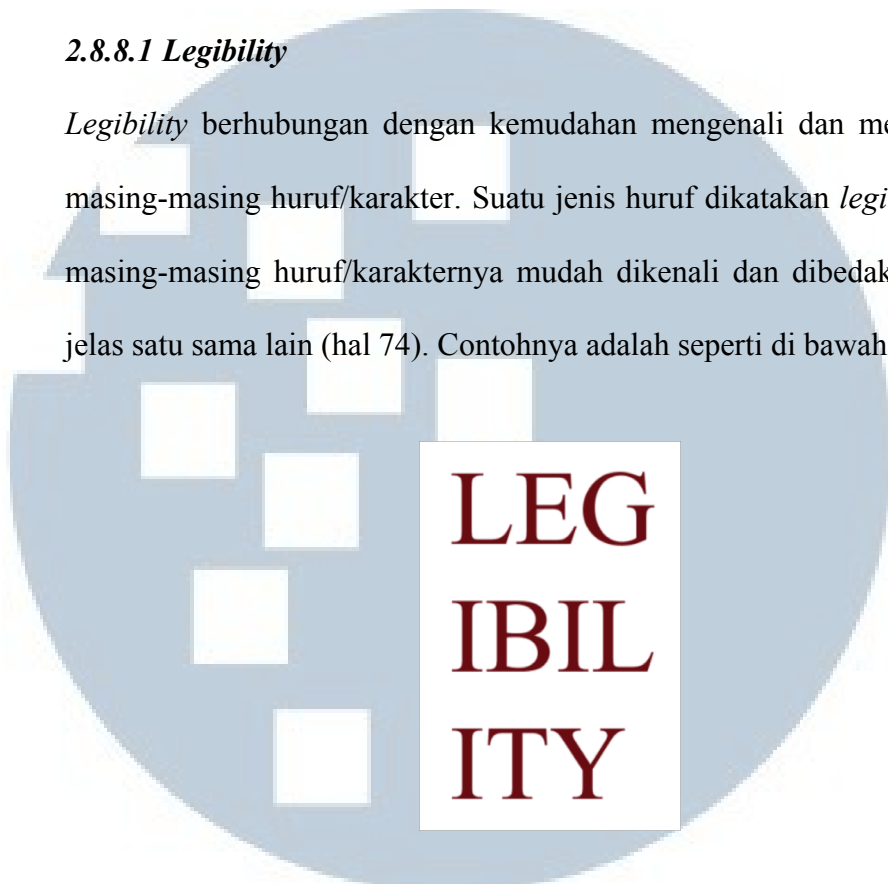 2.8.8.1 Legibility
Legibility berhubungan dengan kemudahan mengenali dan me
masing-masing huruf/karakter. Suatu jenis huruf dikatakan legi
masing-masing huruf/karakternya mudah dikenali dan dibedak
jelas satu sama lain (hal 74). Contohnya adalah seperti di bawah
LEG
IBIL
ITY